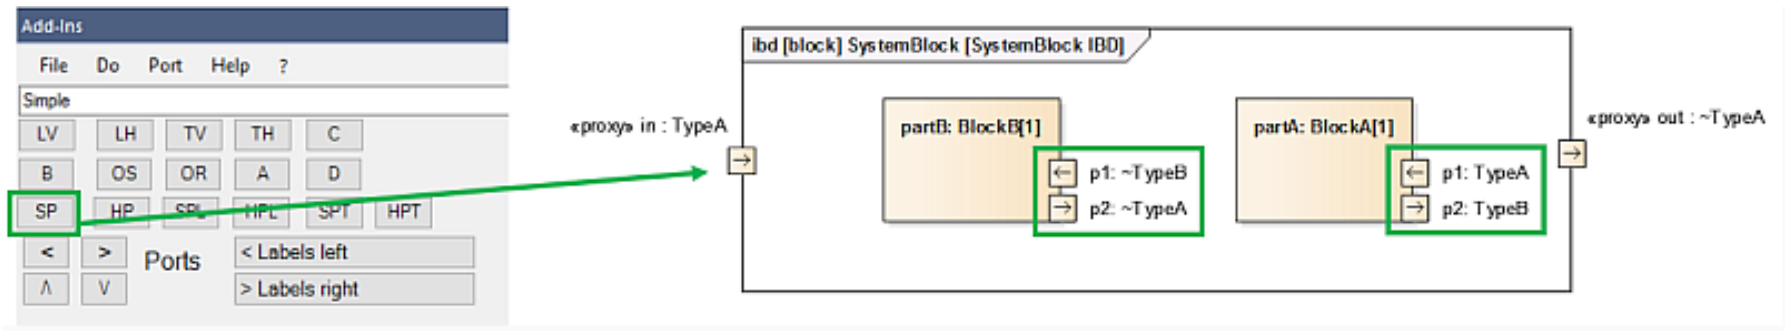 Add-Ins
File Do Port Help ?
Simple
LV LH TV TH C
B OS OR A D
SP HP SPL HPL SPT HPT
< > Ports < Labels left
Λ V > Labels right
ibd [block] SystemBlock [SystemBlock IBD]
«proxy» in : TypeA
partB: BlockB[1]
p1: ~TypeB
p2: ~TypeA
partA: BlockA[1]
p1: TypeA
p2: TypeB
«proxy» out : ~TypeA